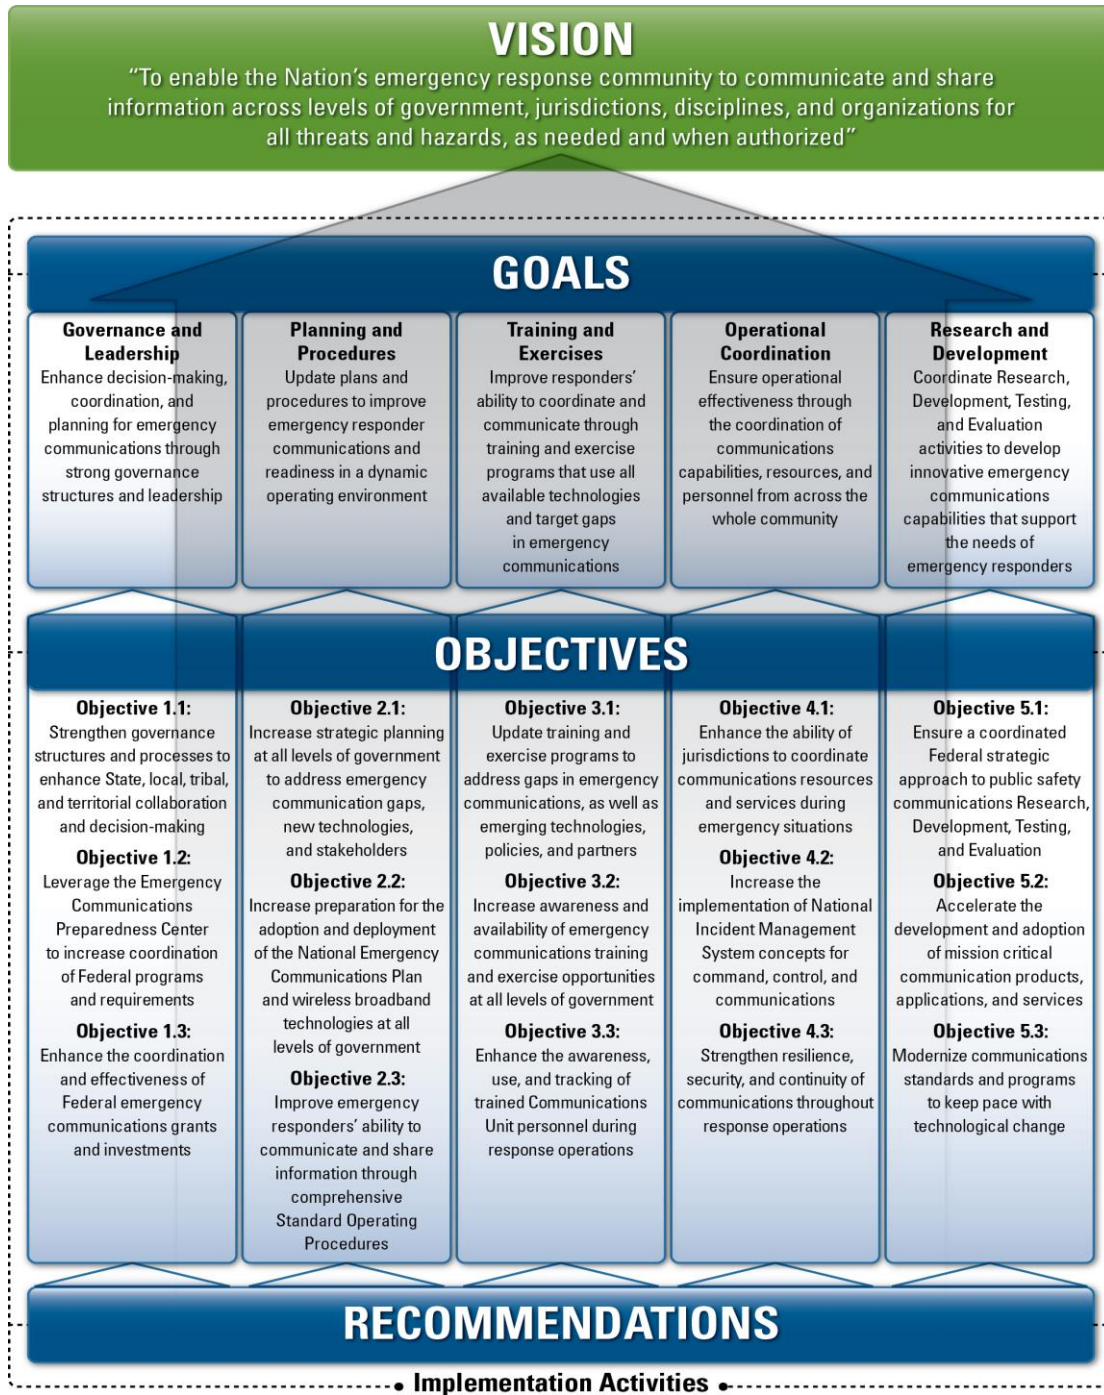 VISION
“To enable the Nation’s emergency response community to communicate and share
information across levels of government, jurisdictions, disciplines, and organizations for
all threats and hazards, as needed and when authorized”
GOALS
Governance and
Leadership
Enhance decision-making,
coordination, and
planning for emergency
communications through
strong governance
structures and leadership
Planning and
Procedures
Update plans and
procedures to improve
emergency responder
communications and
readiness in a dynamic
operating environment
Training and
Exercises
Improve responders’
ability to coordinate and
communicate through
training and exercise
programs that use all
available technologies
and target gaps
in emergency
communications
Operational
Coordination
Ensure operational
effectiveness through
the coordination of
communications
capabilities, resources, and
personnel from across the
whole community
Research and
Development
Coordinate Research,
Development, Testing,
and Evaluation
activities to develop
innovative emergency
communications
capabilities that support
the needs of
emergency responders
OBJECTIVES
Objective 1.1:
Strengthen governance
structures and processes to
enhance State, local, tribal,
and territorial collaboration
and decision-making
Objective 1.2:
Leverage the Emergency
Communications
Preparedness Center
to increase coordination
of Federal programs
and requirements
Objective 1.3:
Enhance the coordination
and effectiveness of
Federal emergency
communications grants
and investments
Objective 2.1:
Increase strategic planning
at all levels of government
to address emergency
communication gaps,
new technologies,
and stakeholders
Objective 2.2:
Increase preparation for the
adoption and deployment
of the National Emergency
Communications Plan
and wireless broadband
technologies at all
levels of government
Objective 2.3:
Improve emergency
responders’ ability to
communicate and share
information through
comprehensive
Standard Operating
Procedures
Objective 3.1:
Update training and
exercise programs to
address gaps in emergency
communications, as well as
emerging technologies,
policies, and partners
Objective 3.2:
Increase awareness and
availability of emergency
communications training
and exercise opportunities
at all levels of government
Objective 3.3:
Enhance the awareness,
use, and tracking of
trained Communications
Unit personnel during
response operations
Objective 4.1:
Enhance the ability of
jurisdictions to coordinate
communications resources
and services during
emergency situations
Objective 4.2:
Increase the
implementation of National
Incident Management
System concepts for
command, control, and
communications
Objective 4.3:
Strengthen resilience,
security, and continuity of
communications throughout
response operations
Objective 5.1:
Ensure a coordinated
Federal strategic
approach to public safety
communications Research,
Development, Testing,
and Evaluation
Objective 5.2:
Accelerate the
development and adoption
of mission critical
communication products,
applications, and services
Objective 5.3:
Modernize communications
standards and programs
to keep pace with
technological change
RECOMMENDATIONS
• Implementation Activities •